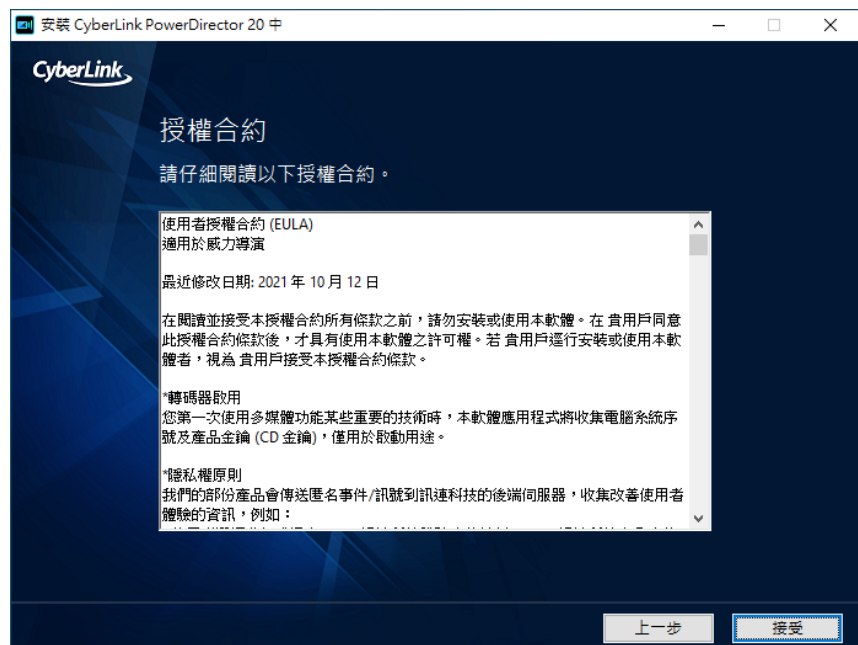 安裝 CyberLink PowerDirector 20 中
CyberLink
授權合約
請仔細閱讀以下授權合約。
使用者授權合約 (EULA)
適用於威力導演
最近修改日期: 2021 年 10 月 12 日
在閱讀並接受本授權合約所有條款之前，請勿安裝或使用本軟體。在 貴用戶同意
此授權合約條款後，才具有使用本軟體之許可權。若 貴用戶逕行安裝或使用本軟
體者，視為 貴用戶接受本授權合約條款。
*轉碼器啟用
您第一次使用多媒體功能某些重要的技術時，本軟體應用程式將收集電腦系統序
號及產品金鑰 (CD 金鑰)，僅用於啟動用途。
*隱私權原則
我們的部份產品會傳送匿名事件/訊號到訊連科技的後端伺服器，收集改善使用者
體驗的資訊，例如：
上一步
接受